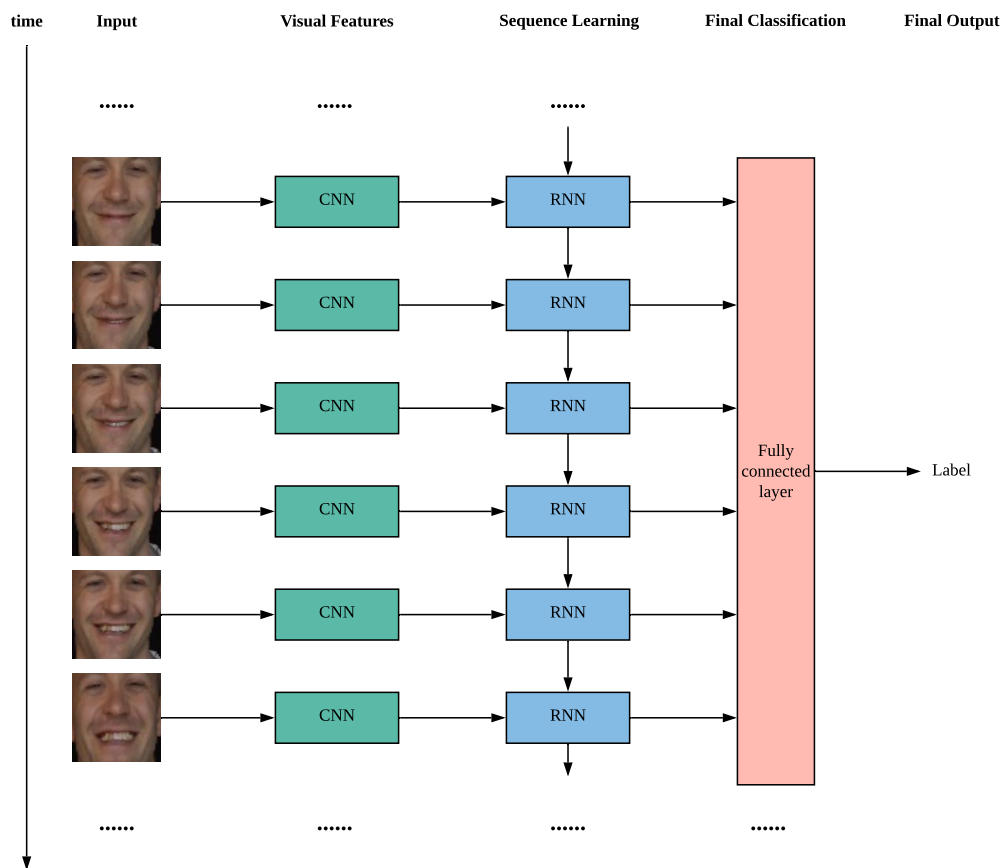 time Input Visual Features Sequence Learning Final Classification Final Output
...... ...... ......
CNN RNN
CNN RNN
CNN RNN
Fully
connected
layer
Label
CNN RNN
CNN RNN
CNN RNN
...... ...... ...... ......